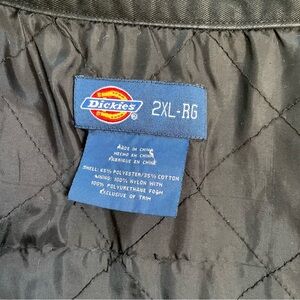 Dickies ® 2XL-RG
MADE IN CHINA
HECHO EN CHINA
FABRIQUE EN CHINE
SHELL: 65% POLYESTER/35% COTTON
LINING: 100% NYLON WITH
100% POLYURETHANE FOAM
EXCLUSIVE OF TRIM